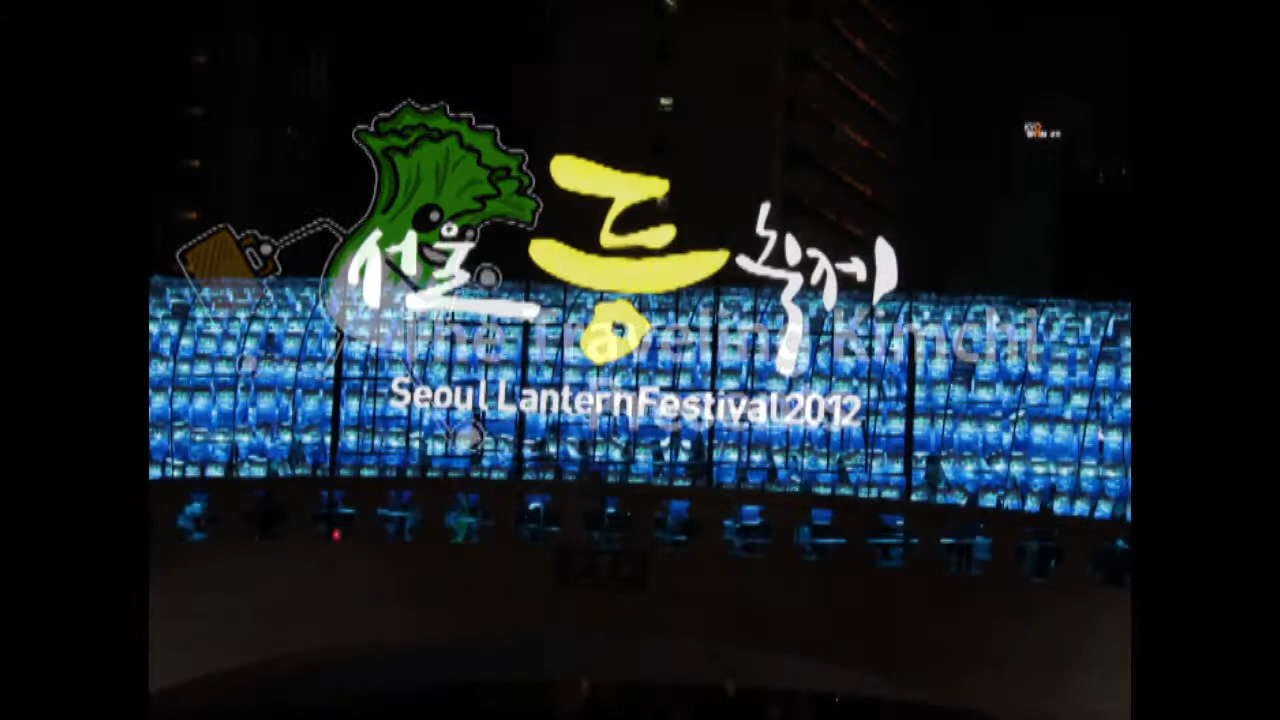 서울 등 축제
The Traveling Kimchi
Seoul Lantern Festival 2012